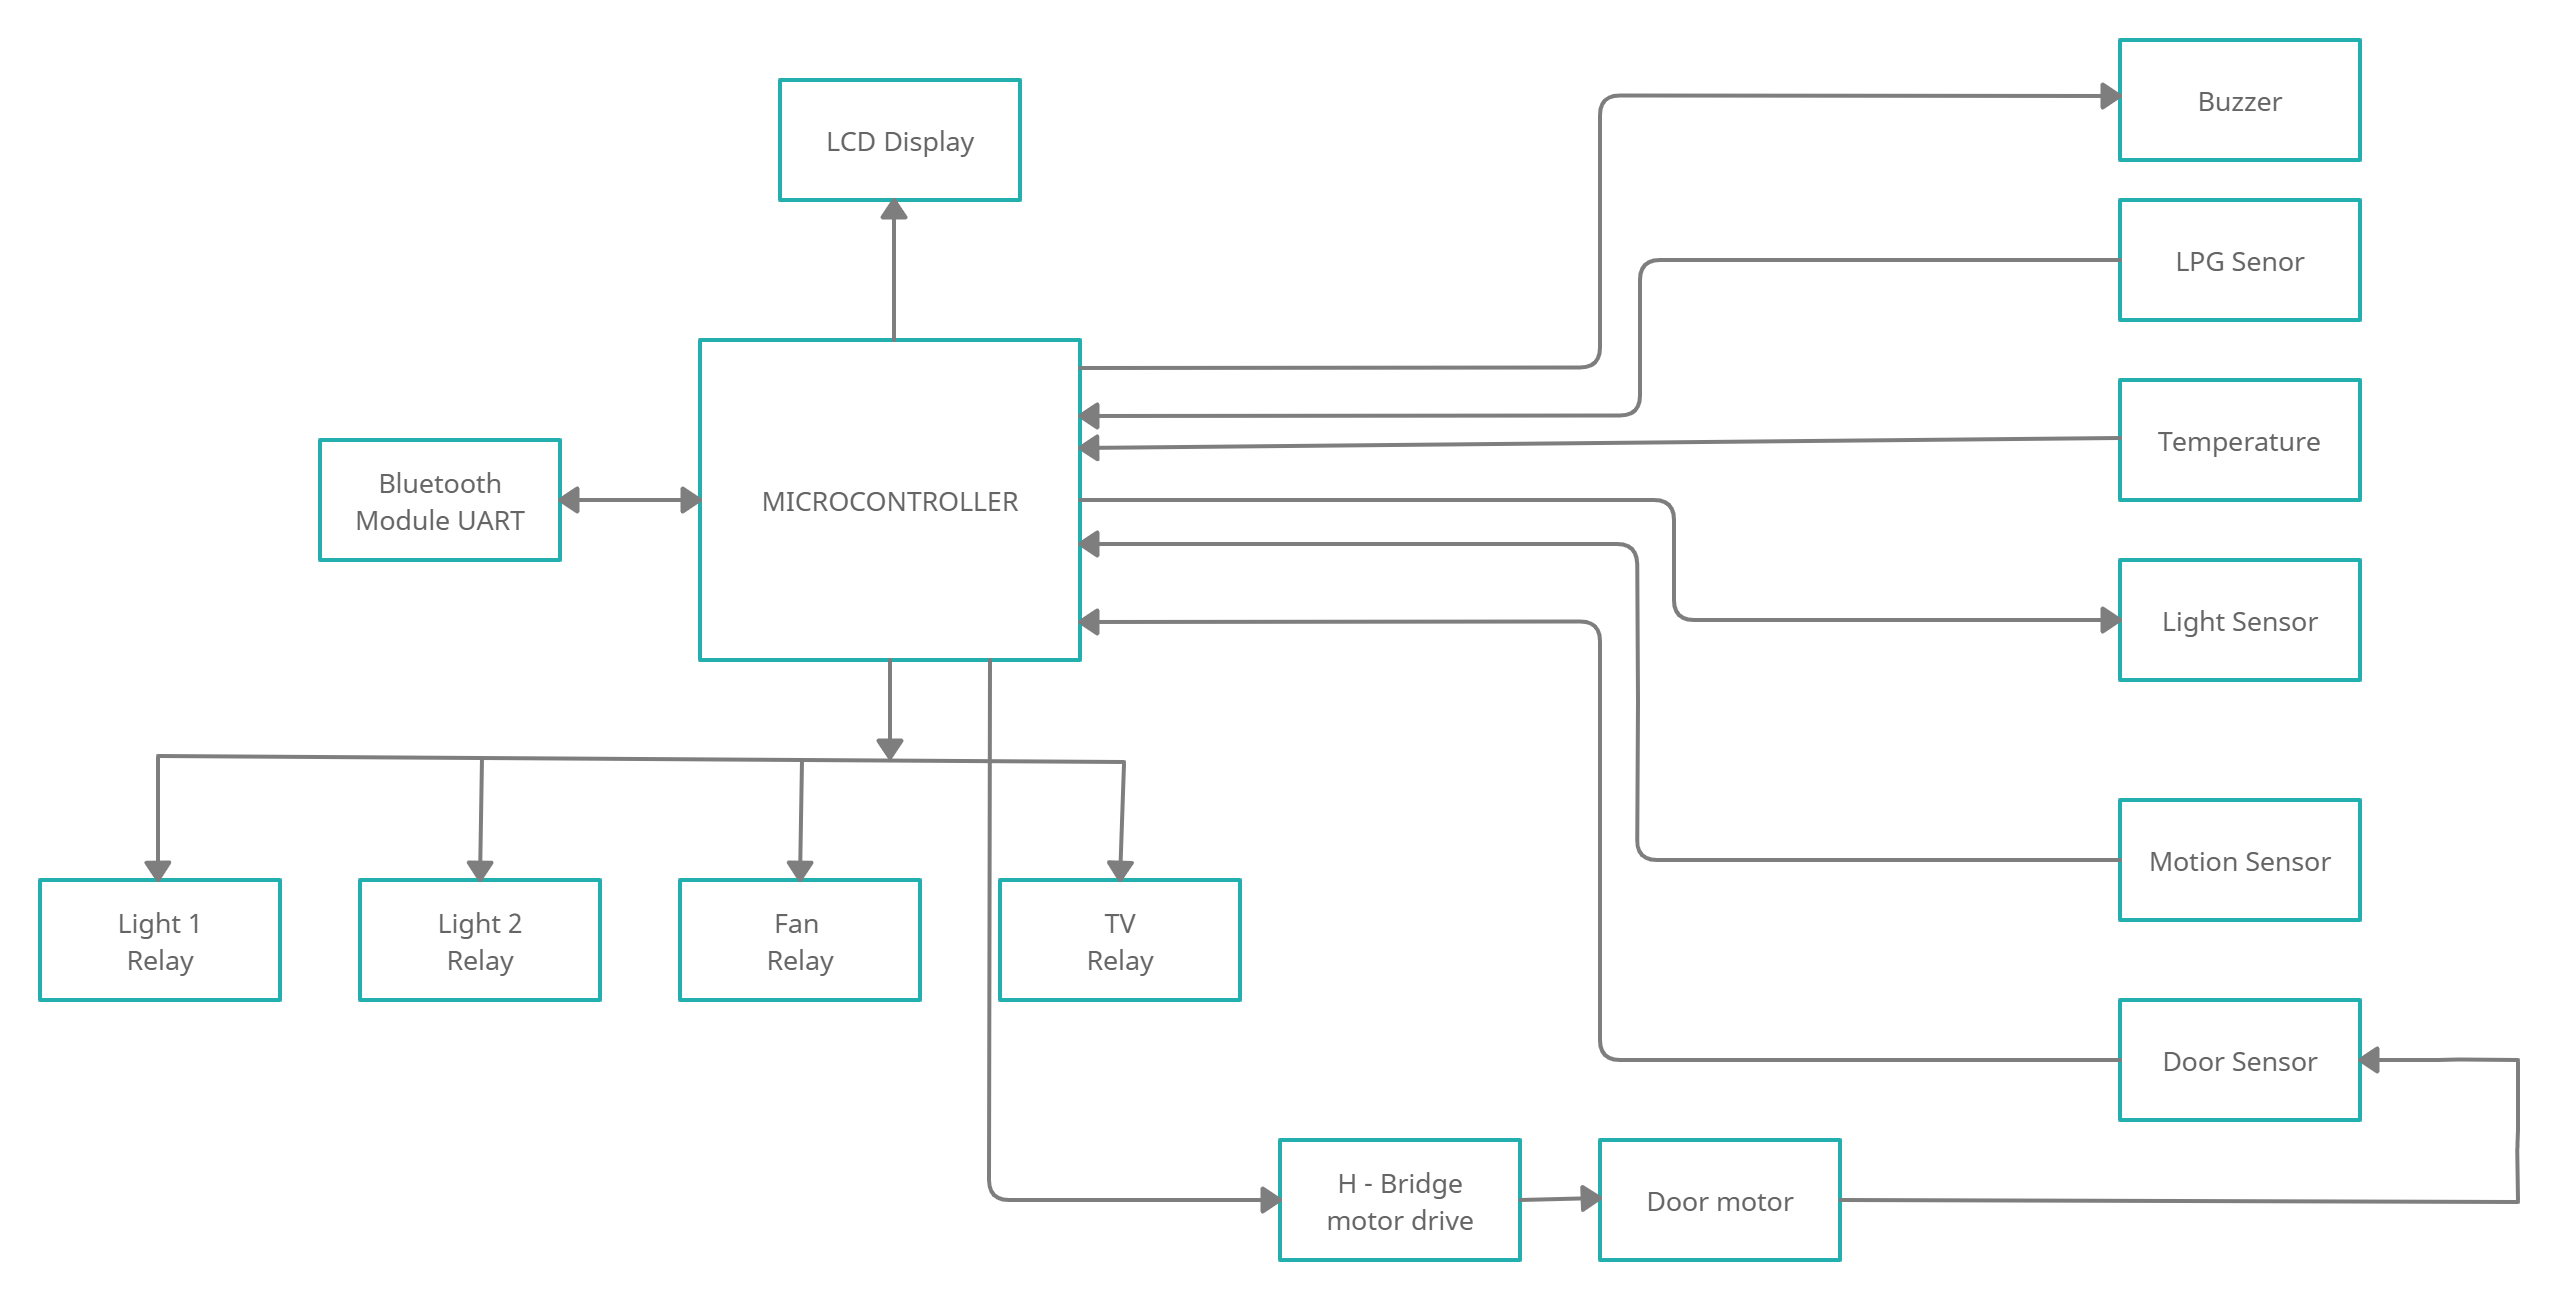 Buzzer
LCD Display
LPG Senor
Temperature
Bluetooth
Module UART
MICROCONTROLLER
Light Sensor
Motion Sensor
Light 1
Relay
Light 2
Relay
Fan
Relay
TV
Relay
Door Sensor
H - Bridge
motor drive
Door motor